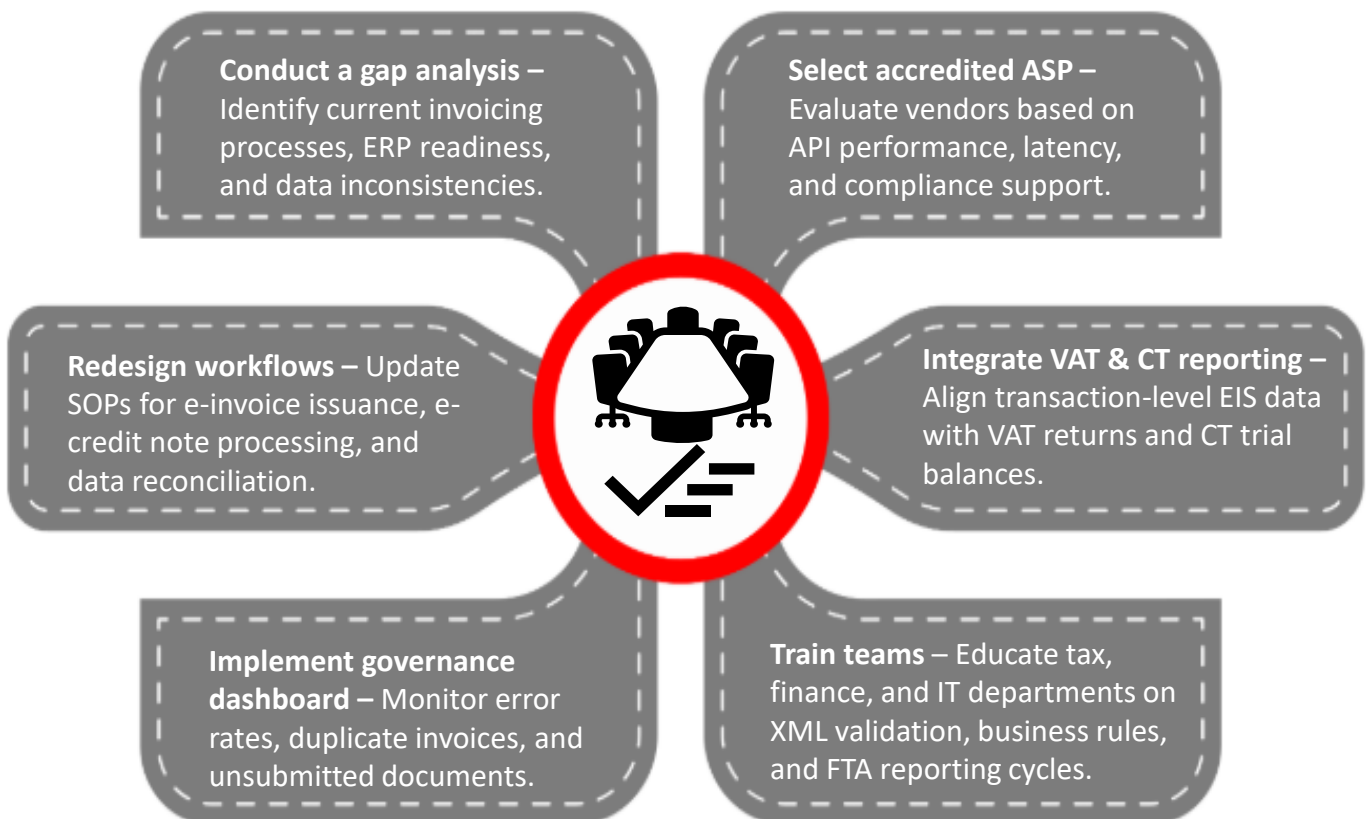 Conduct a gap analysis –
Identify current invoicing
processes, ERP readiness,
and data inconsistencies.
Select accredited ASP –
Evaluate vendors based on
API performance, latency,
and compliance support.
Redesign workflows – Update
SOPs for e-invoice issuance, e-
credit note processing, and
data reconciliation.
Integrate VAT & CT reporting –
Align transaction-level EIS data
with VAT returns and CT trial
balances.
Implement governance
dashboard – Monitor error
rates, duplicate invoices, and
unsubmitted documents.
Train teams – Educate tax,
finance, and IT departments on
XML validation, business rules,
and FTA reporting cycles.